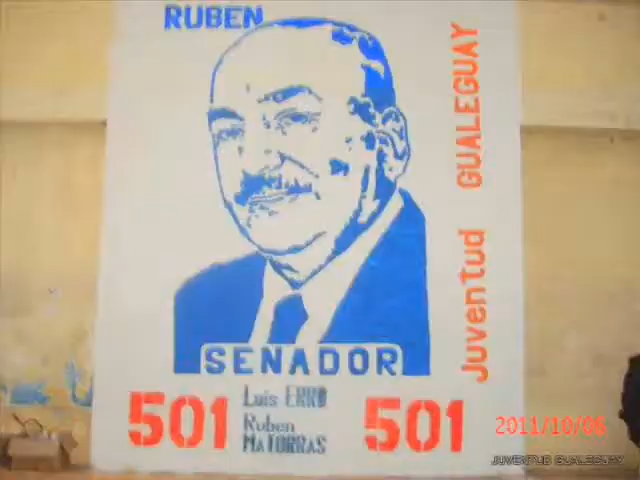 RUBEN
Juventud GUALEGUAY
SENADOR
501
Luis ERRO
Ruben
MATORRAS
501
2011/10/06
JUVENTUD GUALEGUAY